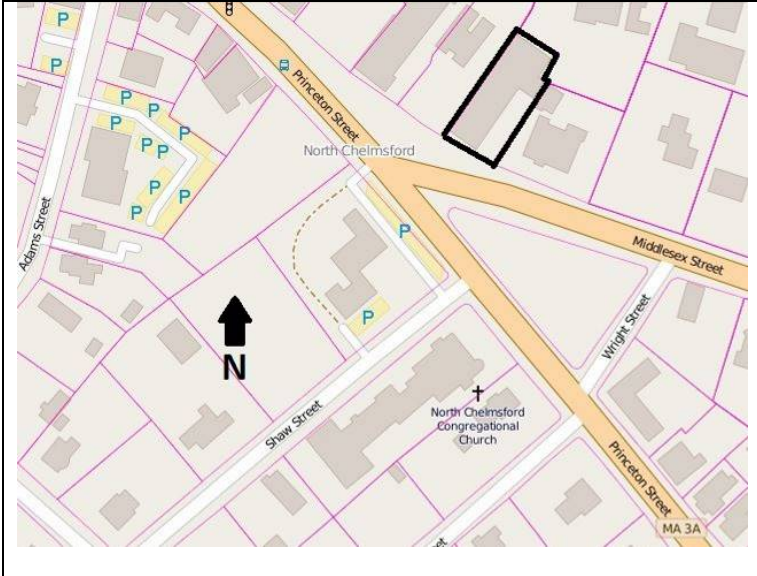 P
P
P
P
P
P
P
P
P
P
P
Princeton Street
North Chelmsford
Adams Street
P
Middlesex Street
Wright Street
P
N
Shaw Street
North Chelmsford
Congregational
Church
Princeton Street
MA 3A